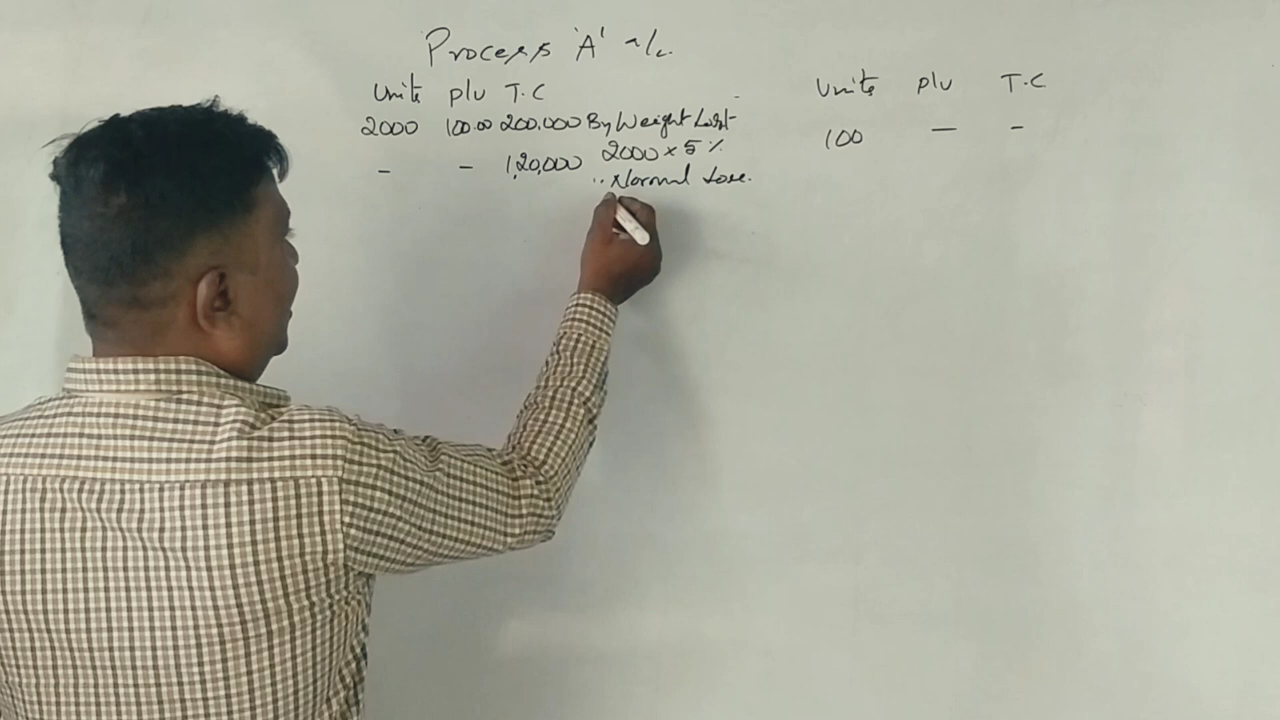 Process 'A' a/c
Units P/u T.C Units P/u T.C
2000 100.00 200,000 By Weight Lost 100 — -
- - 1,20,000 2000 x 5 %
,, Normal Loss.